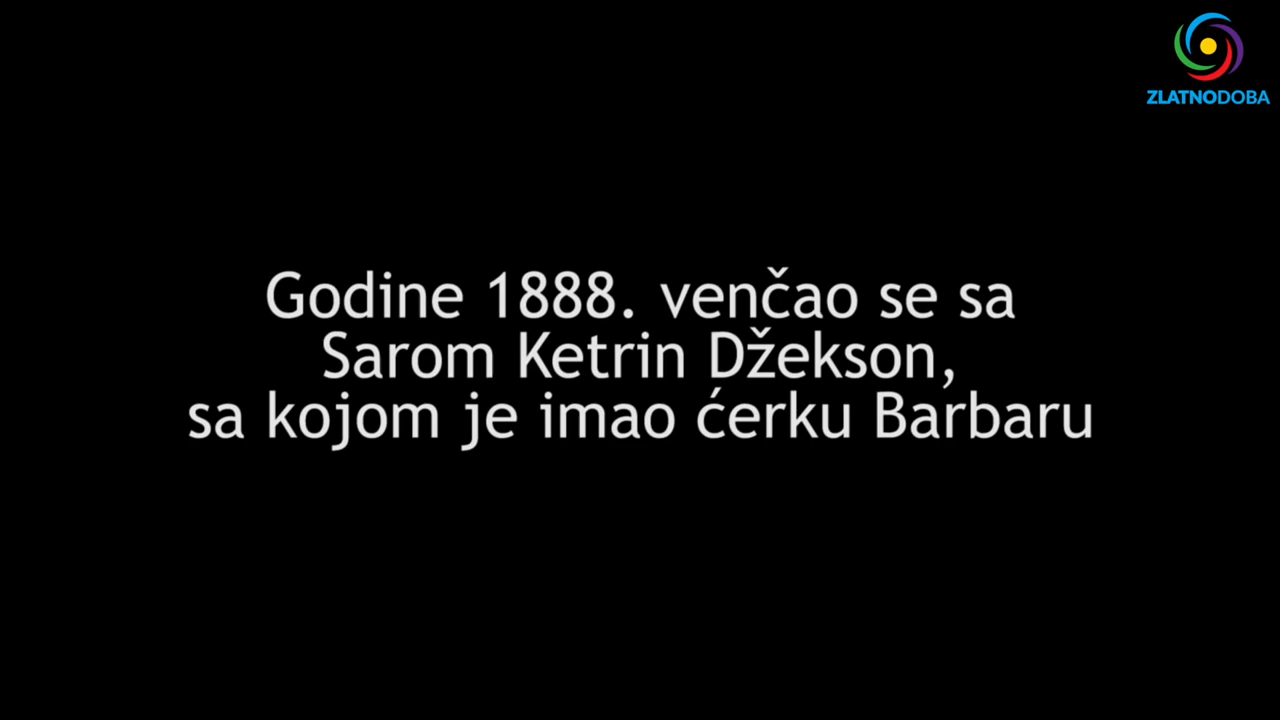 ZLATNODOBA
Godine 1888. venčao se sa
Sarom Ketrin Džekson,
sa kojom je imao ćerku Barbaru